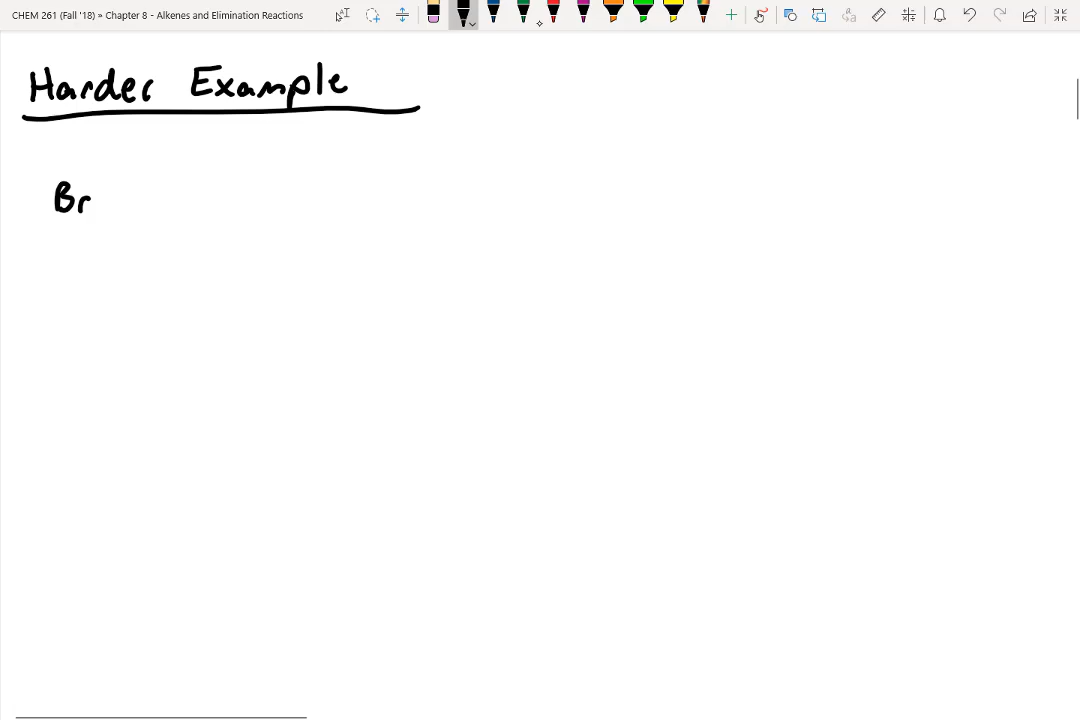 CHEM 261 (Fall '18) » Chapter 8 - Alkenes and Elimination Reactions
Harder Example
Br